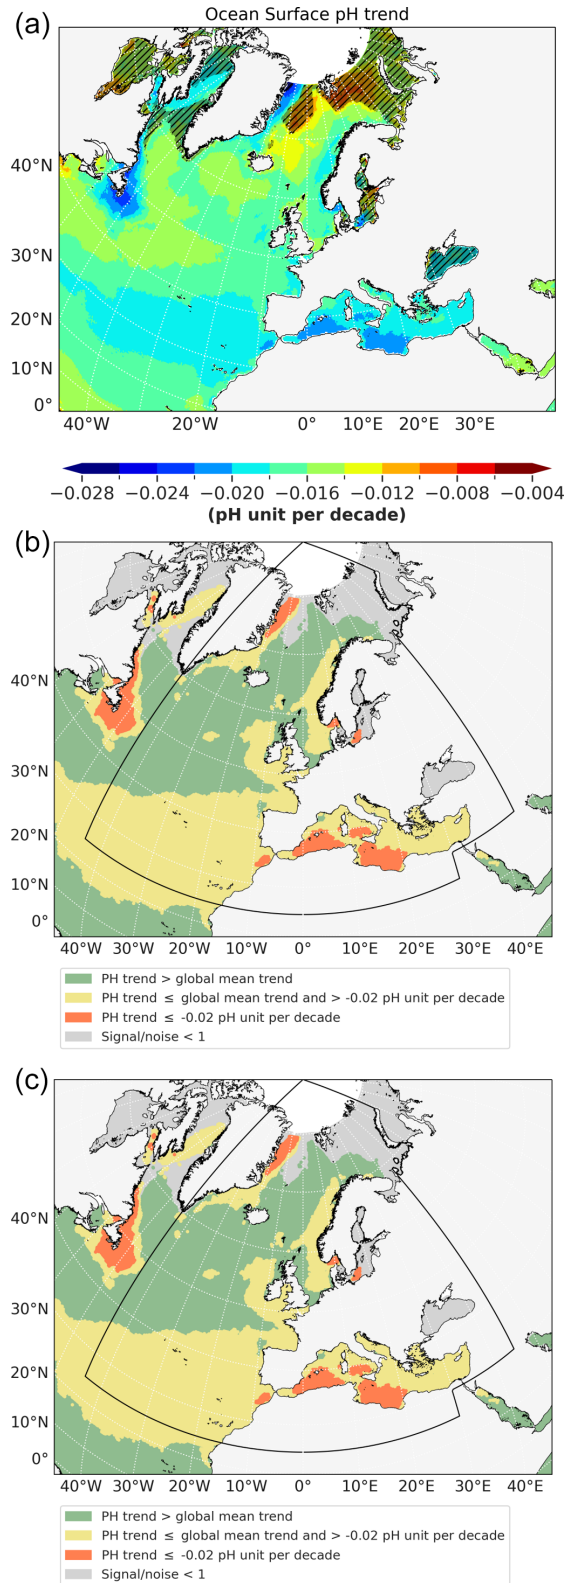 (a)
Ocean Surface pH trend
40°N
30°N
20°N
10°N
0°
40°W 20°W 0° 10°E 20°E 30°E
−0.028 −0.024 −0.020 −0.016 −0.012 −0.008 −0.004
(pH unit per decade)
(b)
40°N
30°N
20°N
10°N
0°
40°W 30°W 20°W 10°W 0° 10°E 20°E 30°E 40°E
PH trend > global mean trend
PH trend ≤ global mean trend and > -0.02 pH unit per decade
PH trend ≤ -0.02 pH unit per decade
Signal/noise < 1
(c)
40°N
30°N
20°N
10°N
0°
40°W 30°W 20°W 10°W 0° 10°E 20°E 30°E 40°E
PH trend > global mean trend
PH trend ≤ global mean trend and > -0.02 pH unit per decade
PH trend ≤ -0.02 pH unit per decade
Signal/noise < 1